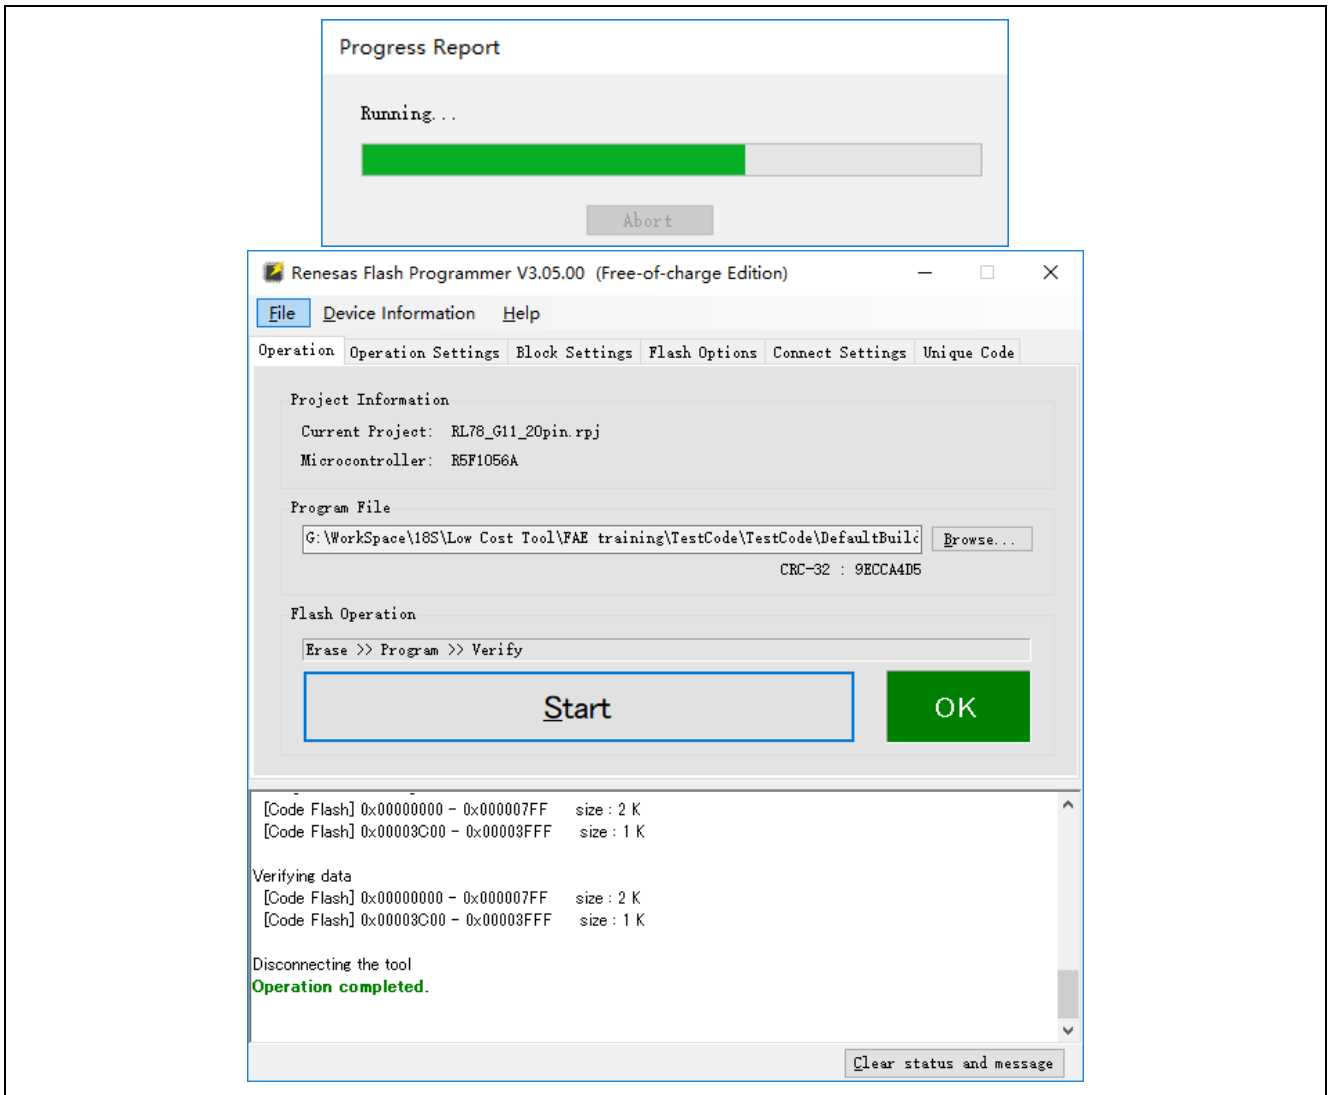 Progress Report
Running...
Abort
Renesas Flash Programmer V3.05.00 (Free-of-charge Edition)
File Device Information Help
Operation Operation Settings Block Settings Flash Options Connect Settings Unique Code
Project Information
Current Project: RL78_G11_20pin.rpj
Microcontroller: R5F1056A
Program File
G:\WorkSpace\18S\Low Cost Tool\FAE training\TestCode\TestCode\DefaultBuild Browse...
CRC-32 : 9ECCA4D5
Flash Operation
Erase >> Program >> Verify
Start OK
[Code Flash] 0x00000000 - 0x000007FF size : 2 K
[Code Flash] 0x00003C00 - 0x00003FFF size : 1 K
Verifying data
[Code Flash] 0x00000000 - 0x000007FF size : 2 K
[Code Flash] 0x00003C00 - 0x00003FFF size : 1 K
Disconnecting the tool
Operation completed.
Clear status and message